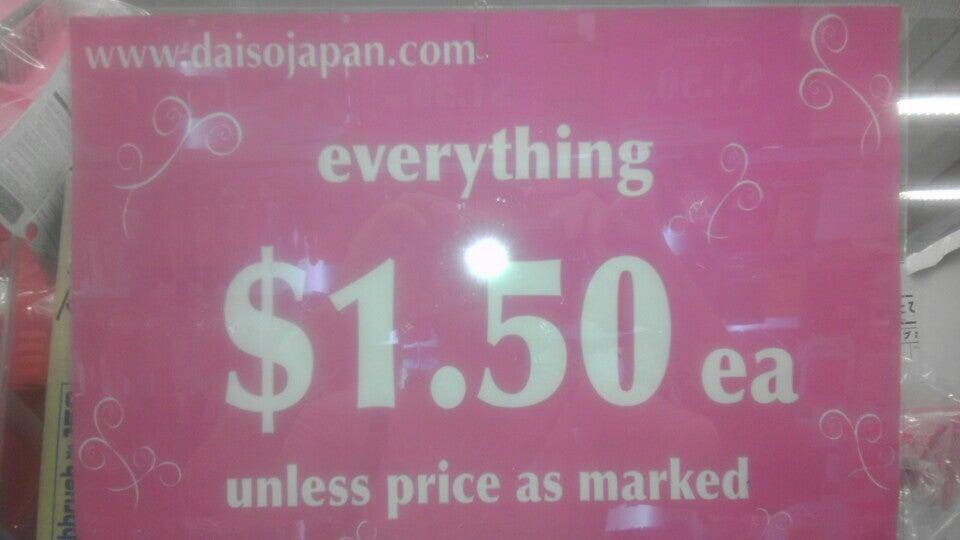 www.daisojapan.com
everything
$1.50 ea
unless price as marked